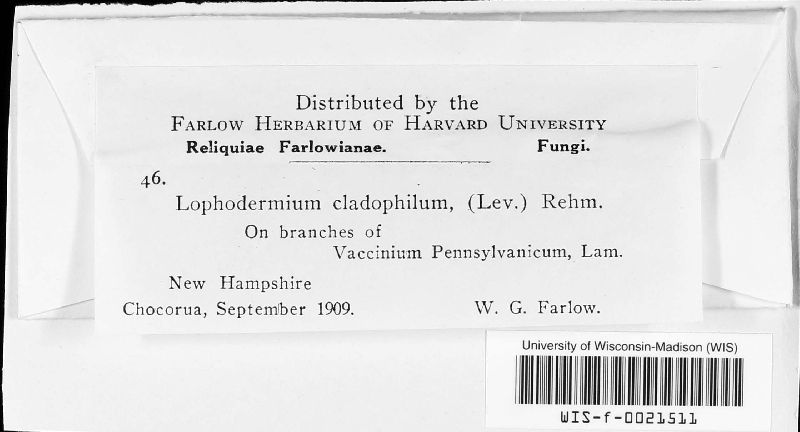 Distributed by the
Farlow Herbarium of Harvard University
Reliquiae Farlowianae. Fungi.
46.
Lophodermium cladophilum, (Lev.) Rehm.
On branches of
Vaccinium Pennsylvanicum, Lam.
New Hampshire
Chocorua, September 1909. W. G. Farlow.
University of Wisconsin-Madison (WIS)
WIS-f-0021511